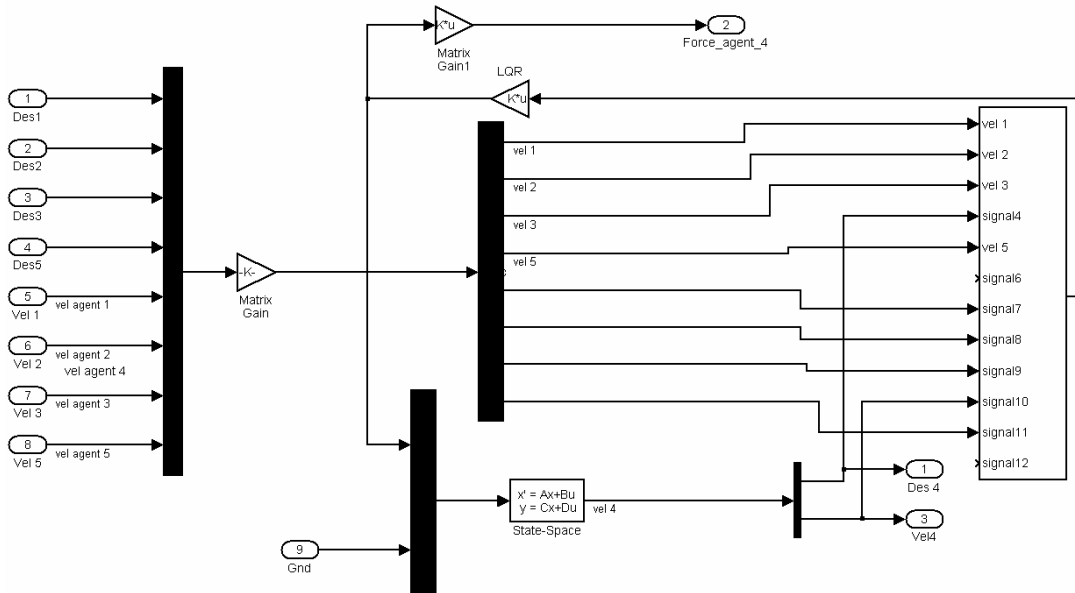 1
Des1
2
Des2
3
Des3
4
Des5
5
Vel 1
vel agent 1
6
Vel 2
vel agent 2
vel agent 4
7
Vel 3
vel agent 3
8
Vel 5
vel agent 5
-K-
Matrix
Gain
K*u
Matrix
Gain1
2
Force_agent_4
LQR
K*u
vel 1
vel 2
vel 3
vel 5
vel 1
vel 2
vel 3
signal4
vel 5
signal6
signal7
signal8
signal9
signal10
signal11
signal12
9
Gnd
x' = Ax+Bu
y = Cx+Du
State-Space
vel 4
1
Des 4
3
Vel4